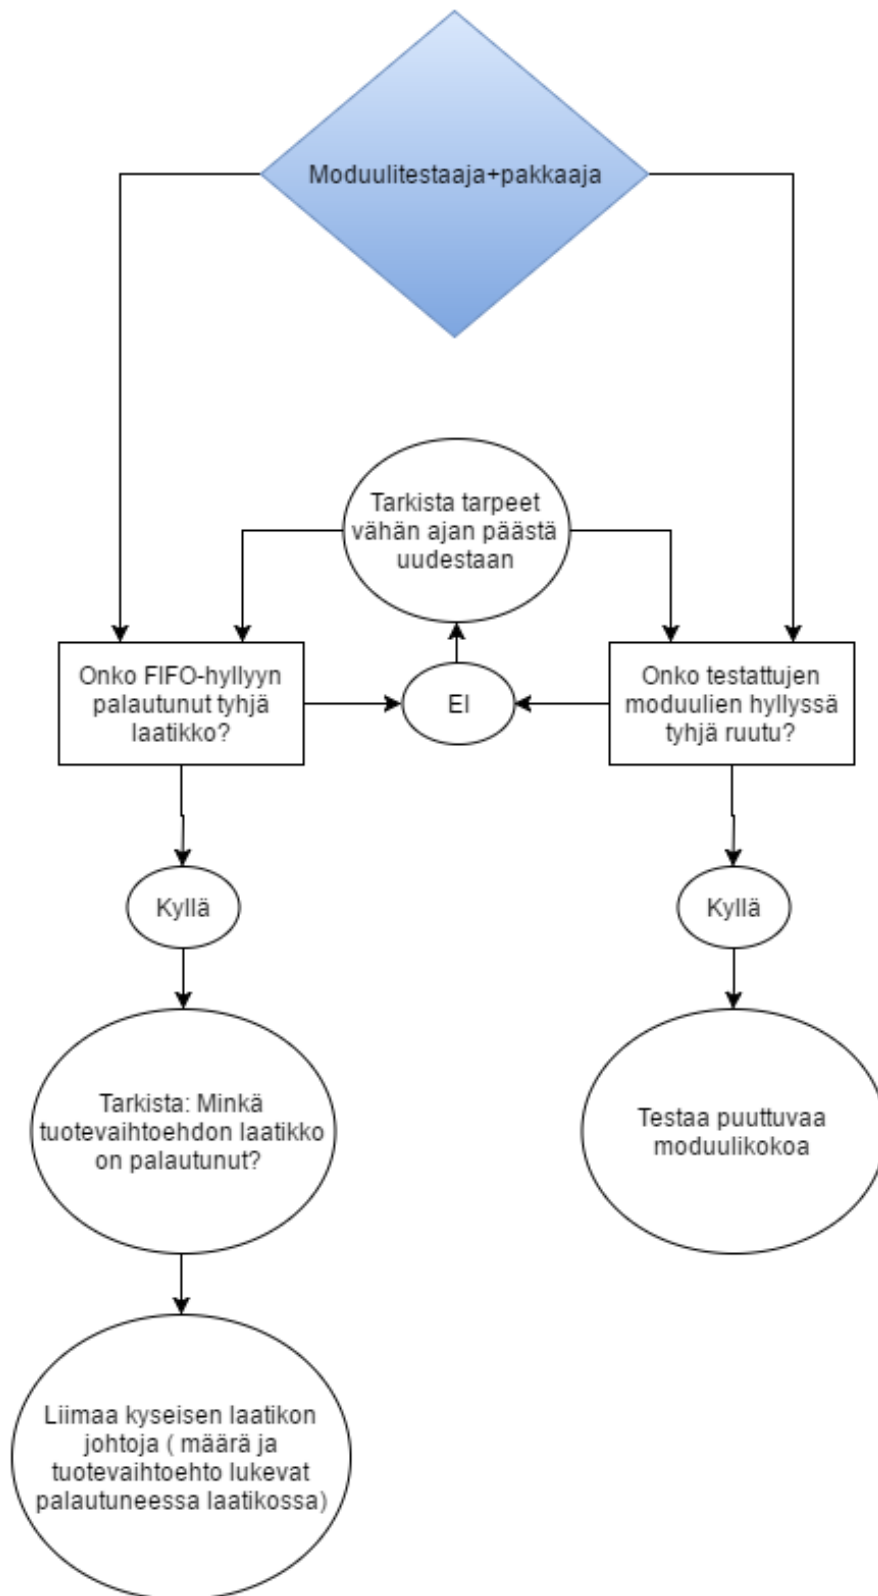 Moduulitestaaja+pakkaaja
Tarkista tarpeet
vähän ajan päästä
uudestaan
Onko FIFO-hyllyyn
palautunut tyhjä
laatikko?
EI
Onko testattujen
moduulien hyllyssä
tyhjä ruutu?
Kyllä
Kyllä
Tarkista: Minkä
tuotevaihtoehdon laatikko
on palautunut?
Testaa puuttuvaa
moduulikokoa
Liimaa kyseisen laatikon
johtoja ( määrä ja
tuotevaihtoehto lukevat
palautuneessa laatikossa)